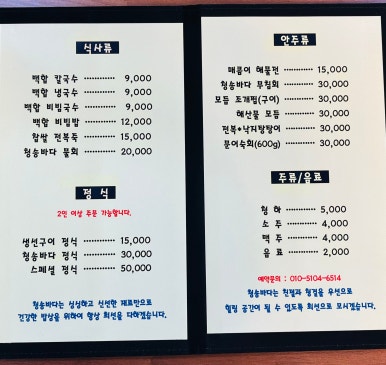 식사류
백합 칼국수 ············ 9,000
백합 냉국수 ············ 9,000
백합 비빔국수 ············ 9,000
백합 비빔밥 ············ 12,000
찹쌀 전복죽 ············ 15,000
청송바다 물회 ············ 20,000
정 식
2인 이상 주문 가능합니다.
생선구이 정식 ············ 15,000
청송바다 정식 ············ 30,000
스페셜 정식 ············ 50,000
청송바다는 싱싱하고 신선한 재료만으로
건강한 밥상을 위하여 항상 최선을 다하겠습니다.
안주류
매콤이 해물전 ············ 15,000
청송바다 무침회 ············ 30,000
모듬 조개찜(구이) ············ 30,000
해산물 모듬 ············ 30,000
전복+낙지탕탕이 ············ 30,000
문어숙회(600g) ············ 30,000
주류/음료
청 하 ············ 5,000
소 주 ············ 4,000
맥 주 ············ 4,000
음 료 ············ 2,000
예약문의 : 010-5104-6514
청송바다는 친절과 청결을 우선으로
힐링 공간이 될 수 있도록 최선으로 모시겠습니다.